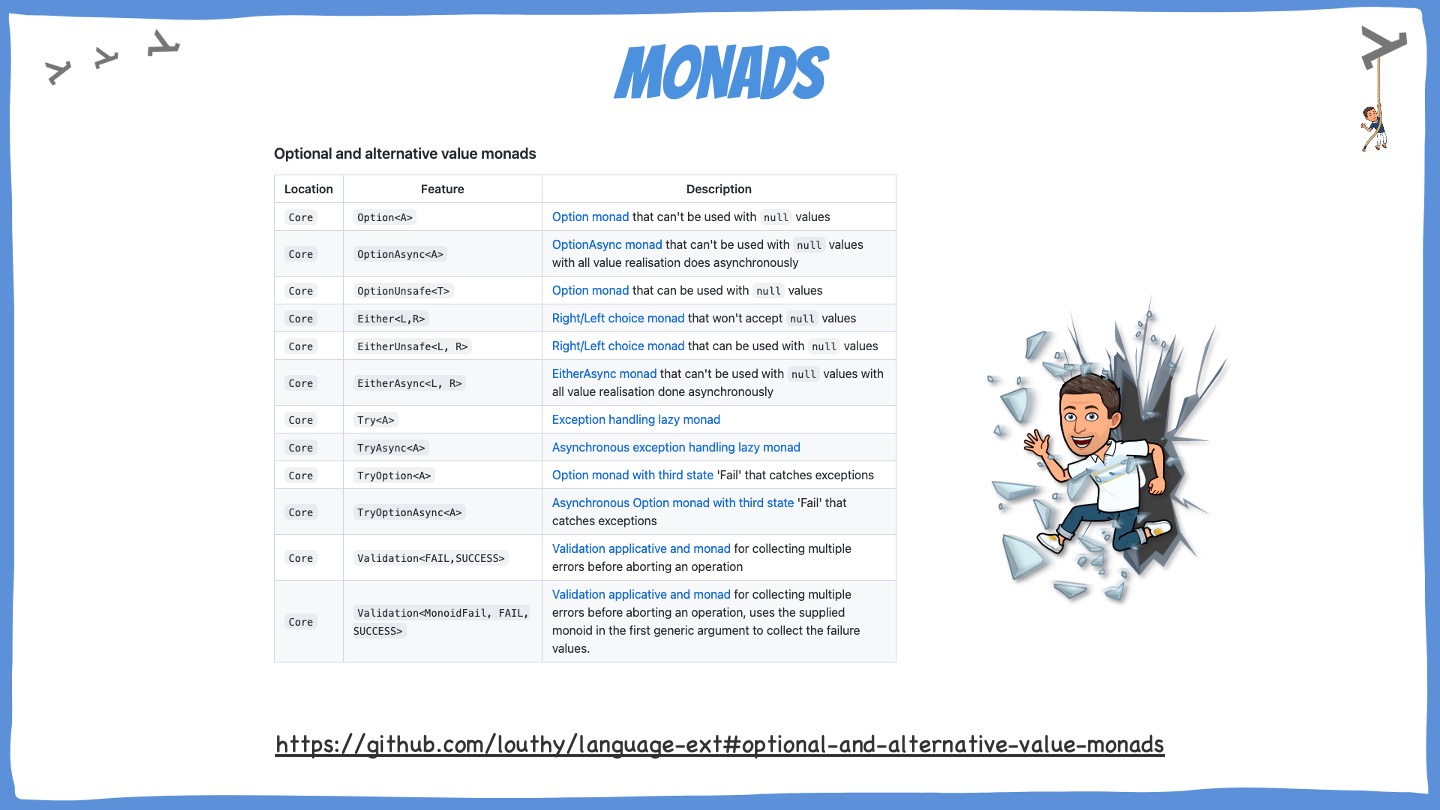 MONADS
Optional and alternative value monads
Location Feature Description
Core Option<A> Option monad that can't be used with null values
Core OptionAsync<A> OptionAsync monad that can't be used with null values
with all value realisation does asynchronously
Core OptionUnsafe<T> Option monad that can be used with null values
Core Either<L,R> Right/Left choice monad that won't accept null values
Core EitherUnsafe<L, R> Right/Left choice monad that can be used with null values
Core EitherAsync<L, R> EitherAsync monad that can't be used with null values with
all value realisation done asynchronously
Core Try<A> Exception handling lazy monad
Core TryAsync<A> Asynchronous exception handling lazy monad
Core TryOption<A> Option monad with third state 'Fail' that catches exceptions
Core TryOptionAsync<A> Asynchronous Option monad with third state 'Fail' that
catches exceptions
Core Validation<FAIL,SUCCESS> Validation applicative and monad for collecting multiple
errors before aborting an operation
Core Validation<MonoidFail, FAIL,
SUCCESS> Validation applicative and monad for collecting multiple
errors before aborting an operation, uses the supplied
monoid in the first generic argument to collect the failure
values.
https://github.com/louthy/language-ext#optional-and-alternative-value-monads